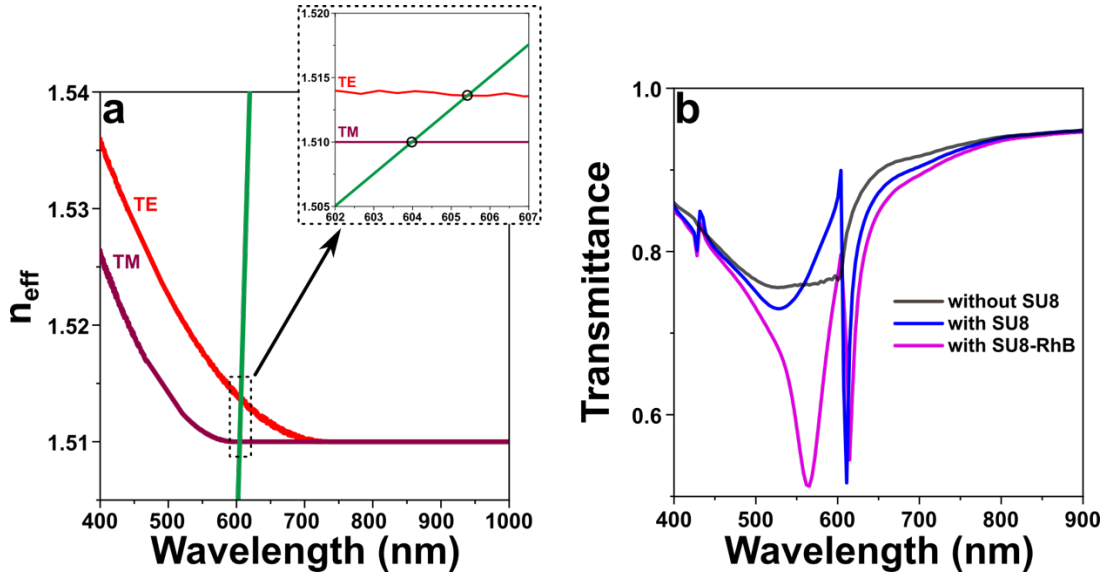 a
n_eff
1.54
1.53
1.52
1.51
TE
TM
400 500 600 700 800 900 1000
Wavelength (nm)
1.520
1.515
1.510
1.505
TE
TM
602 603 604 605 606 607
b
Transmittance
1.0
0.8
0.6
without SU8
with SU8
with SU8-RhB
400 500 600 700 800 900
Wavelength (nm)